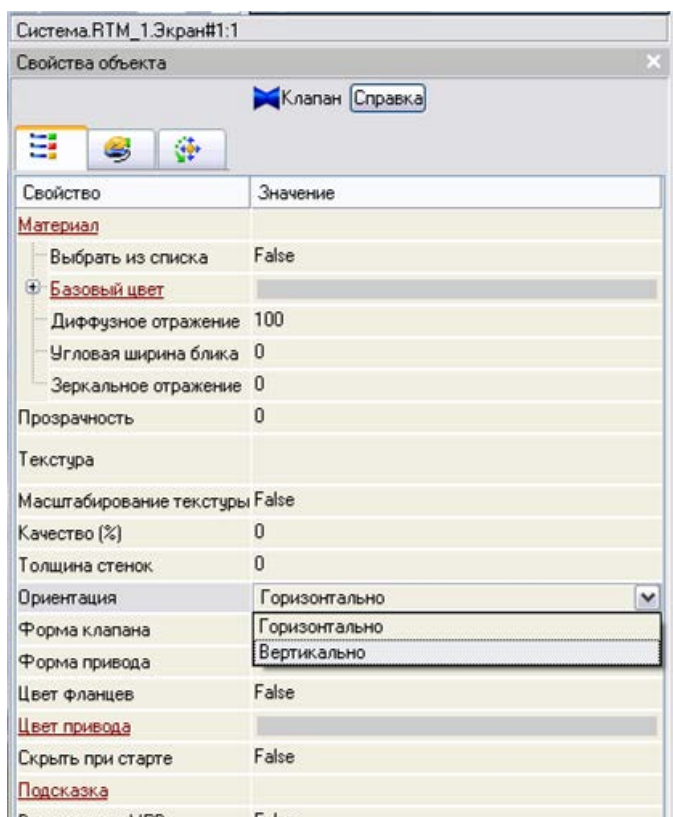 Система.RTM_1.Экран#1:1
Свойства объекта
Клапан Справка
Свойство Значение
Материал
Выбрать из списка False
Базовый цвет
Диффузное отражение 100
Угловая ширина блика 0
Зеркальное отражение 0
Прозрачность 0
Текстура
Масштабирование текстуры False
Качество (%) 0
Толщина стенок 0
Ориентация Горизонтально
Форма клапана Горизонтально
Форма привода Вертикально
Цвет фланцев False
Цвет привода
Скрыть при старте False
Подсказка